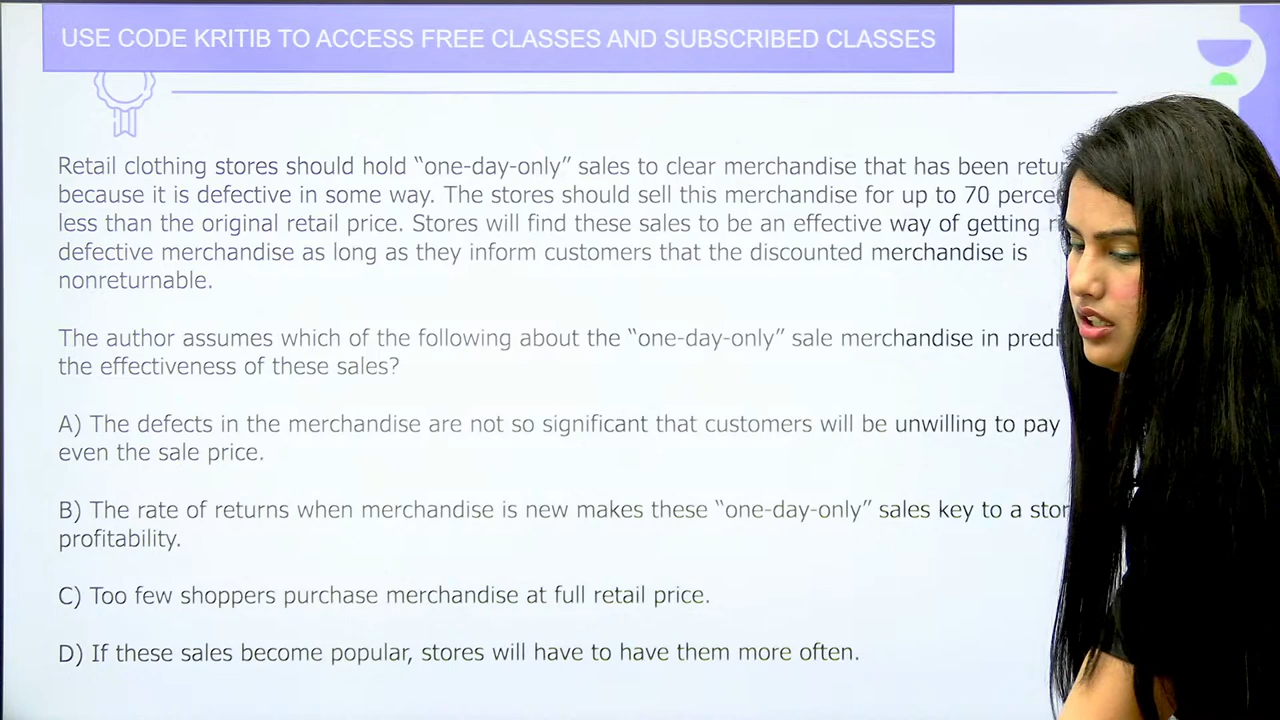 USE CODE KRITIB TO ACCESS FREE CLASSES AND SUBSCRIBED CLASSES
Retail clothing stores should hold “one-day-only” sales to clear merchandise that has been
because it is defective in some way. The stores should sell this merchandise for up to 70
less than the original retail price. Stores will find these sales to be an effective way of getting
defective merchandise as long as they inform customers that the discounted merchandise is
nonreturnable.
The author assumes which of the following about the “one-day-only” sale merchandise in
the effectiveness of these sales?
A) The defects in the merchandise are not so significant that customers will be unwilling to pay
even the sale price.
B) The rate of returns when merchandise is new makes these “one-day-only” sales key to a
profitability.
C) Too few shoppers purchase merchandise at full retail price.
D) If these sales become popular, stores will have to have them more often.